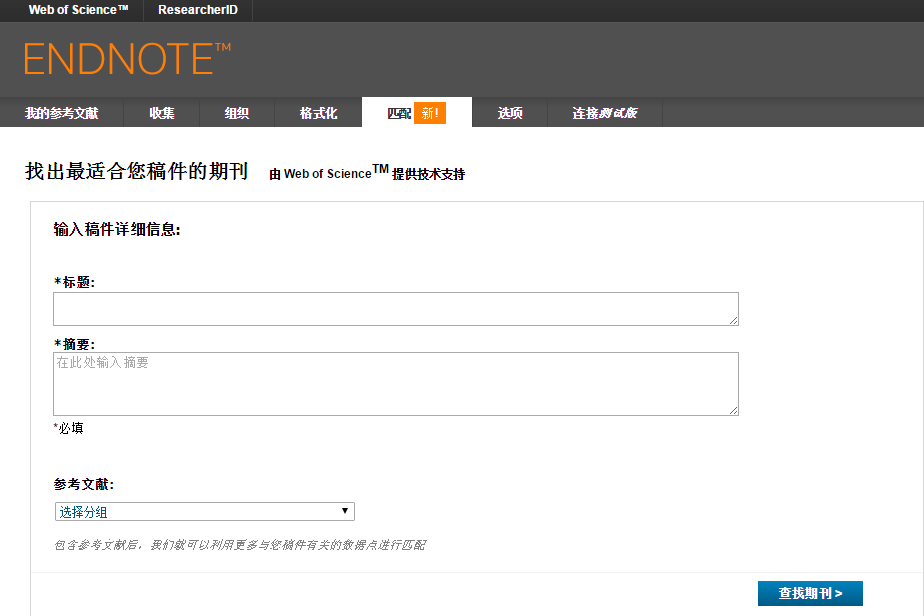 Web of Science™ ResearcherID
ENDNOTE™
我的参考文献 收集 组织 格式化 匹配 新! 选项 连接测试版
找出最适合您稿件的期刊 由 Web of Science™ 提供技术支持
输入稿件详细信息:
*标题:
*摘要:
在此处输入摘要
*必填
参考文献:
选择分组
包含参考文献后，我们就可以利用更多与您稿件有关的数据点进行匹配
查找期刊 >